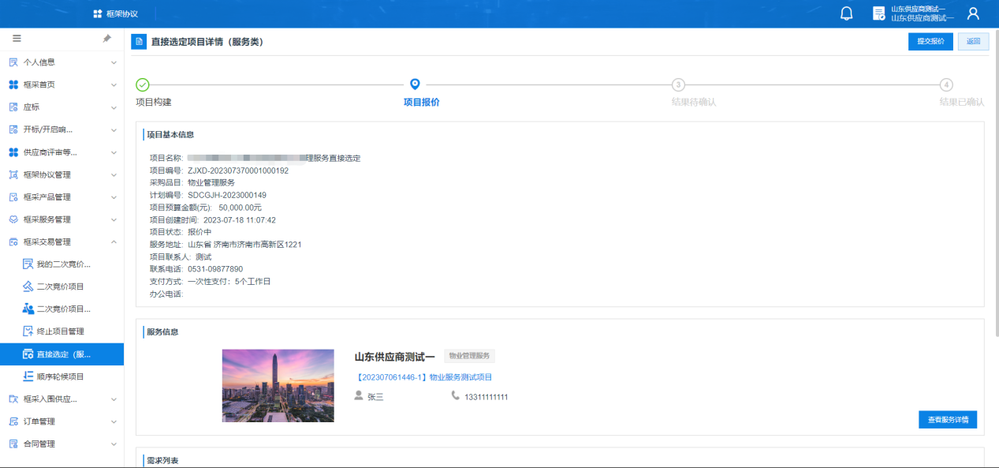 框架协议
山东供应商测试一
山东供应商测试一
直接选定项目详情（服务类）
提交报价
返回
个人信息
框采首页
应标
开标/开启响...
供应商评审等...
框架协议管理
框采产品管理
框采服务管理
框采交易管理
我的二次竞价...
二次竞价项目
二次竞价项目...
终止项目管理
直接选定（服...
顺序轮候项目
框采入围供应...
订单管理
合同管理
项目构建
项目报价
3
结果待确认
4
结果已确认
项目基本信息
项目名称: 理服务直接选定
项目编号: ZJXD-202307370001000192
采购品目: 物业管理服务
计划编号: SDCGJH-2023000149
项目预算金额(元): 50,000.00元
项目创建时间: 2023-07-18 11:07:42
项目状态: 报价中
服务地址: 山东省 济南市济南市高新区1221
项目联系人: 测试
联系电话: 0531-09877890
支付方式: 一次性支付: 5个工作日
办公电话:
服务信息
山东供应商测试一 物业管理服务
【202307061446-1】物业服务测试项目
张三 13311111111
查看服务详情
需求列表